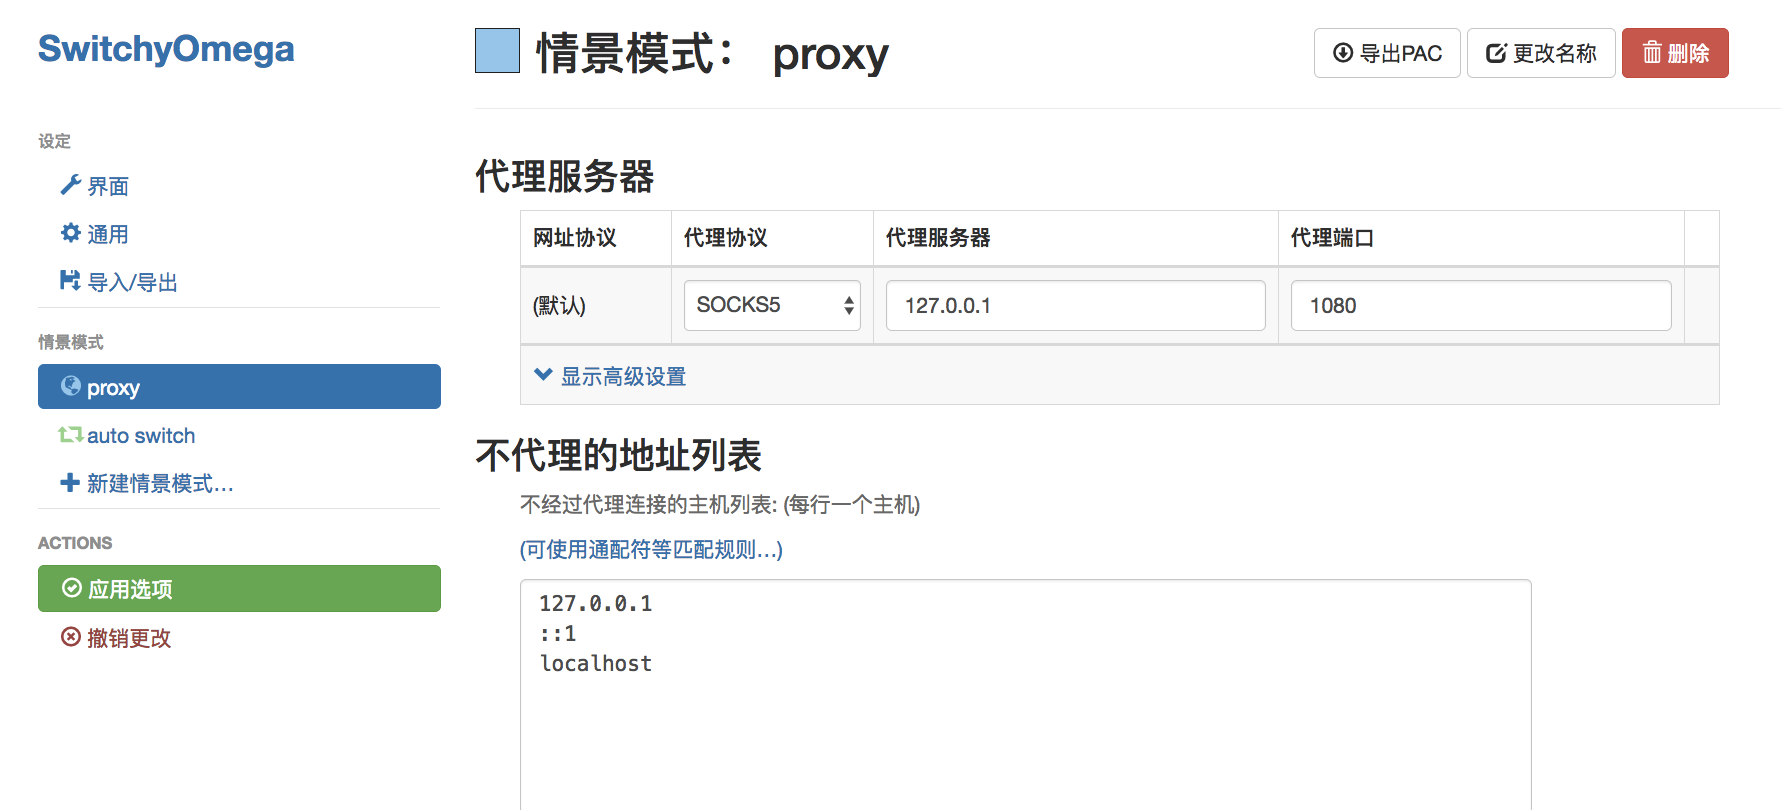 SwitchyOmega
设定
界面
通用
导入/导出
情景模式
proxy
auto switch
新建情景模式…
ACTIONS
应用选项
撤销更改
情景模式： proxy
导出PAC
更改名称
删除
代理服务器
网址协议 代理协议 代理服务器 代理端口
(默认) SOCKS5 127.0.0.1 1080
显示高级设置
不代理的地址列表
不经过代理连接的主机列表: (每行一个主机)
(可使用通配符等匹配规则…)
127.0.0.1
::1
localhost